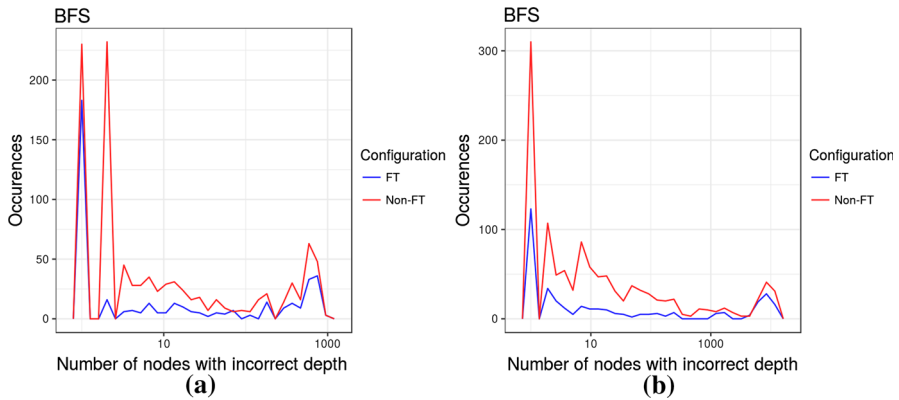 BFS
200
150
100
50
0
Occurences
10
1000
Number of nodes with incorrect depth
Configuration
FT
Non-FT
(a)
BFS
300
200
100
0
Occurences
10
1000
Number of nodes with incorrect depth
Configuration
FT
Non-FT
(b)